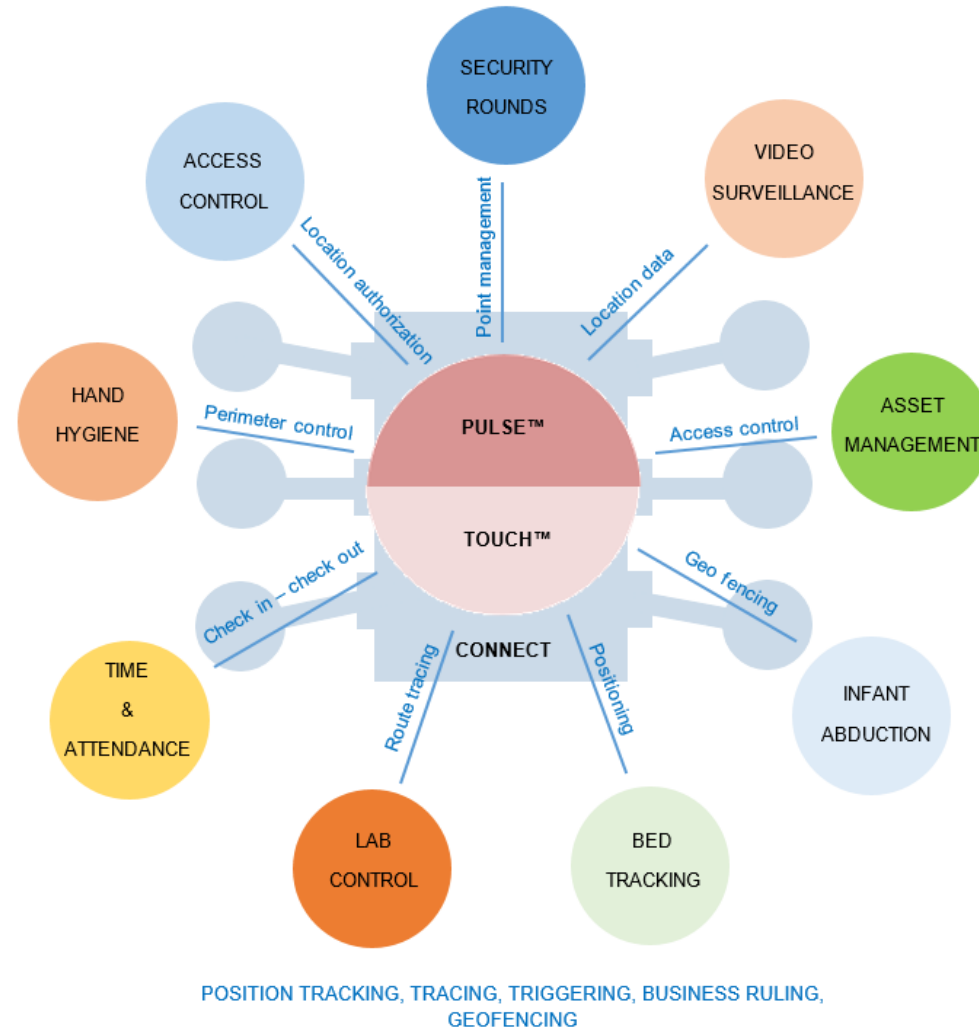 SECURITY
ROUNDS
ACCESS
CONTROL
VIDEO
SURVEILLANCE
Location authorization
Point management
Location data
HAND
HYGIENE
Perimeter control
PULSE™
Access control
ASSET
MANAGEMENT
TOUCH™
Check in – check out
Geo fencing
CONNECT
Route tracing
Positioning
TIME
&
ATTENDANCE
INFANT
ABDUCTION
LAB
CONTROL
BED
TRACKING
POSITION TRACKING, TRACING, TRIGGERING, BUSINESS RULING,
GEOFENCING